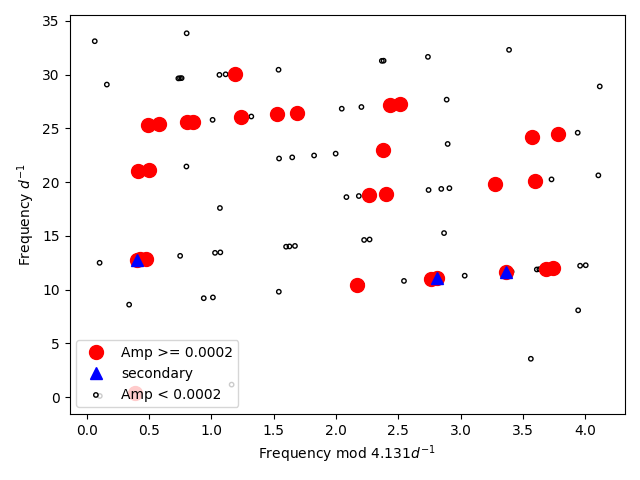 35
30
25
20
15
10
5
0
Frequency d⁻¹
Amp >= 0.0002
secondary
Amp < 0.0002
0.0 0.5 1.0 1.5 2.0 2.5 3.0 3.5 4.0
Frequency mod 4.131d⁻¹